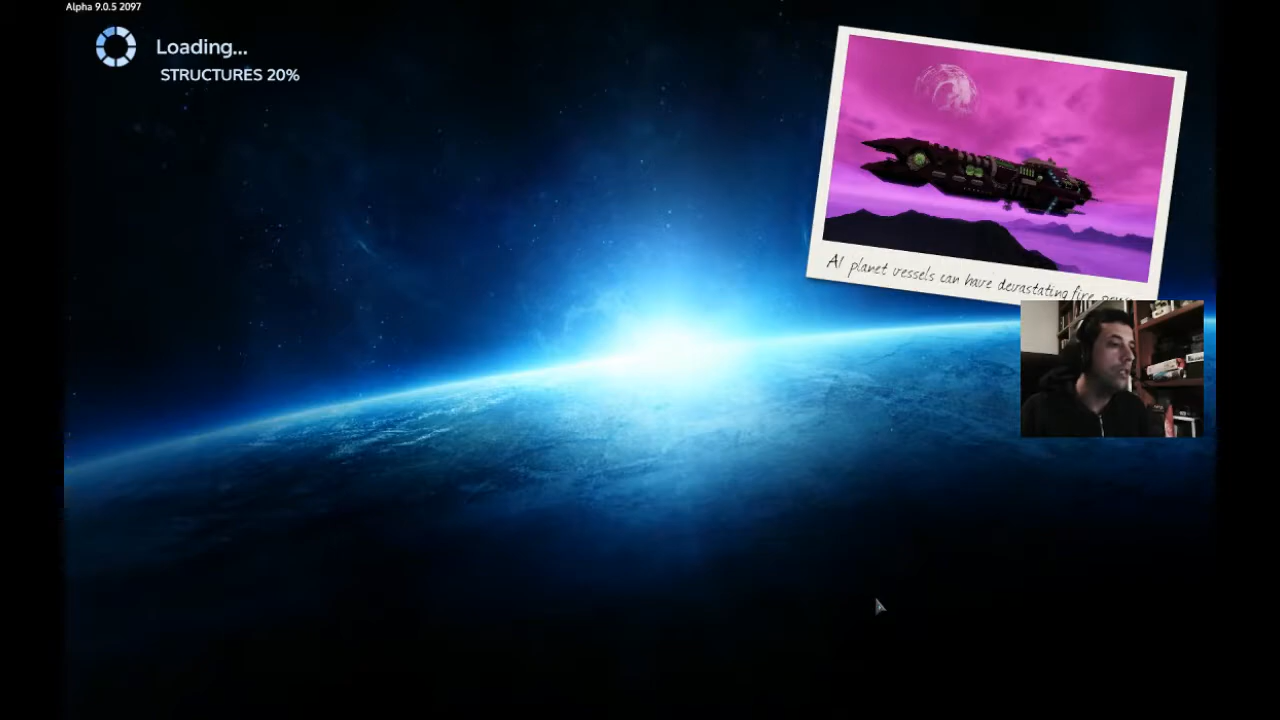 Alpha 9.0.5 2097
Loading...
STRUCTURES 20%
AI planet vessels can have devastating fire